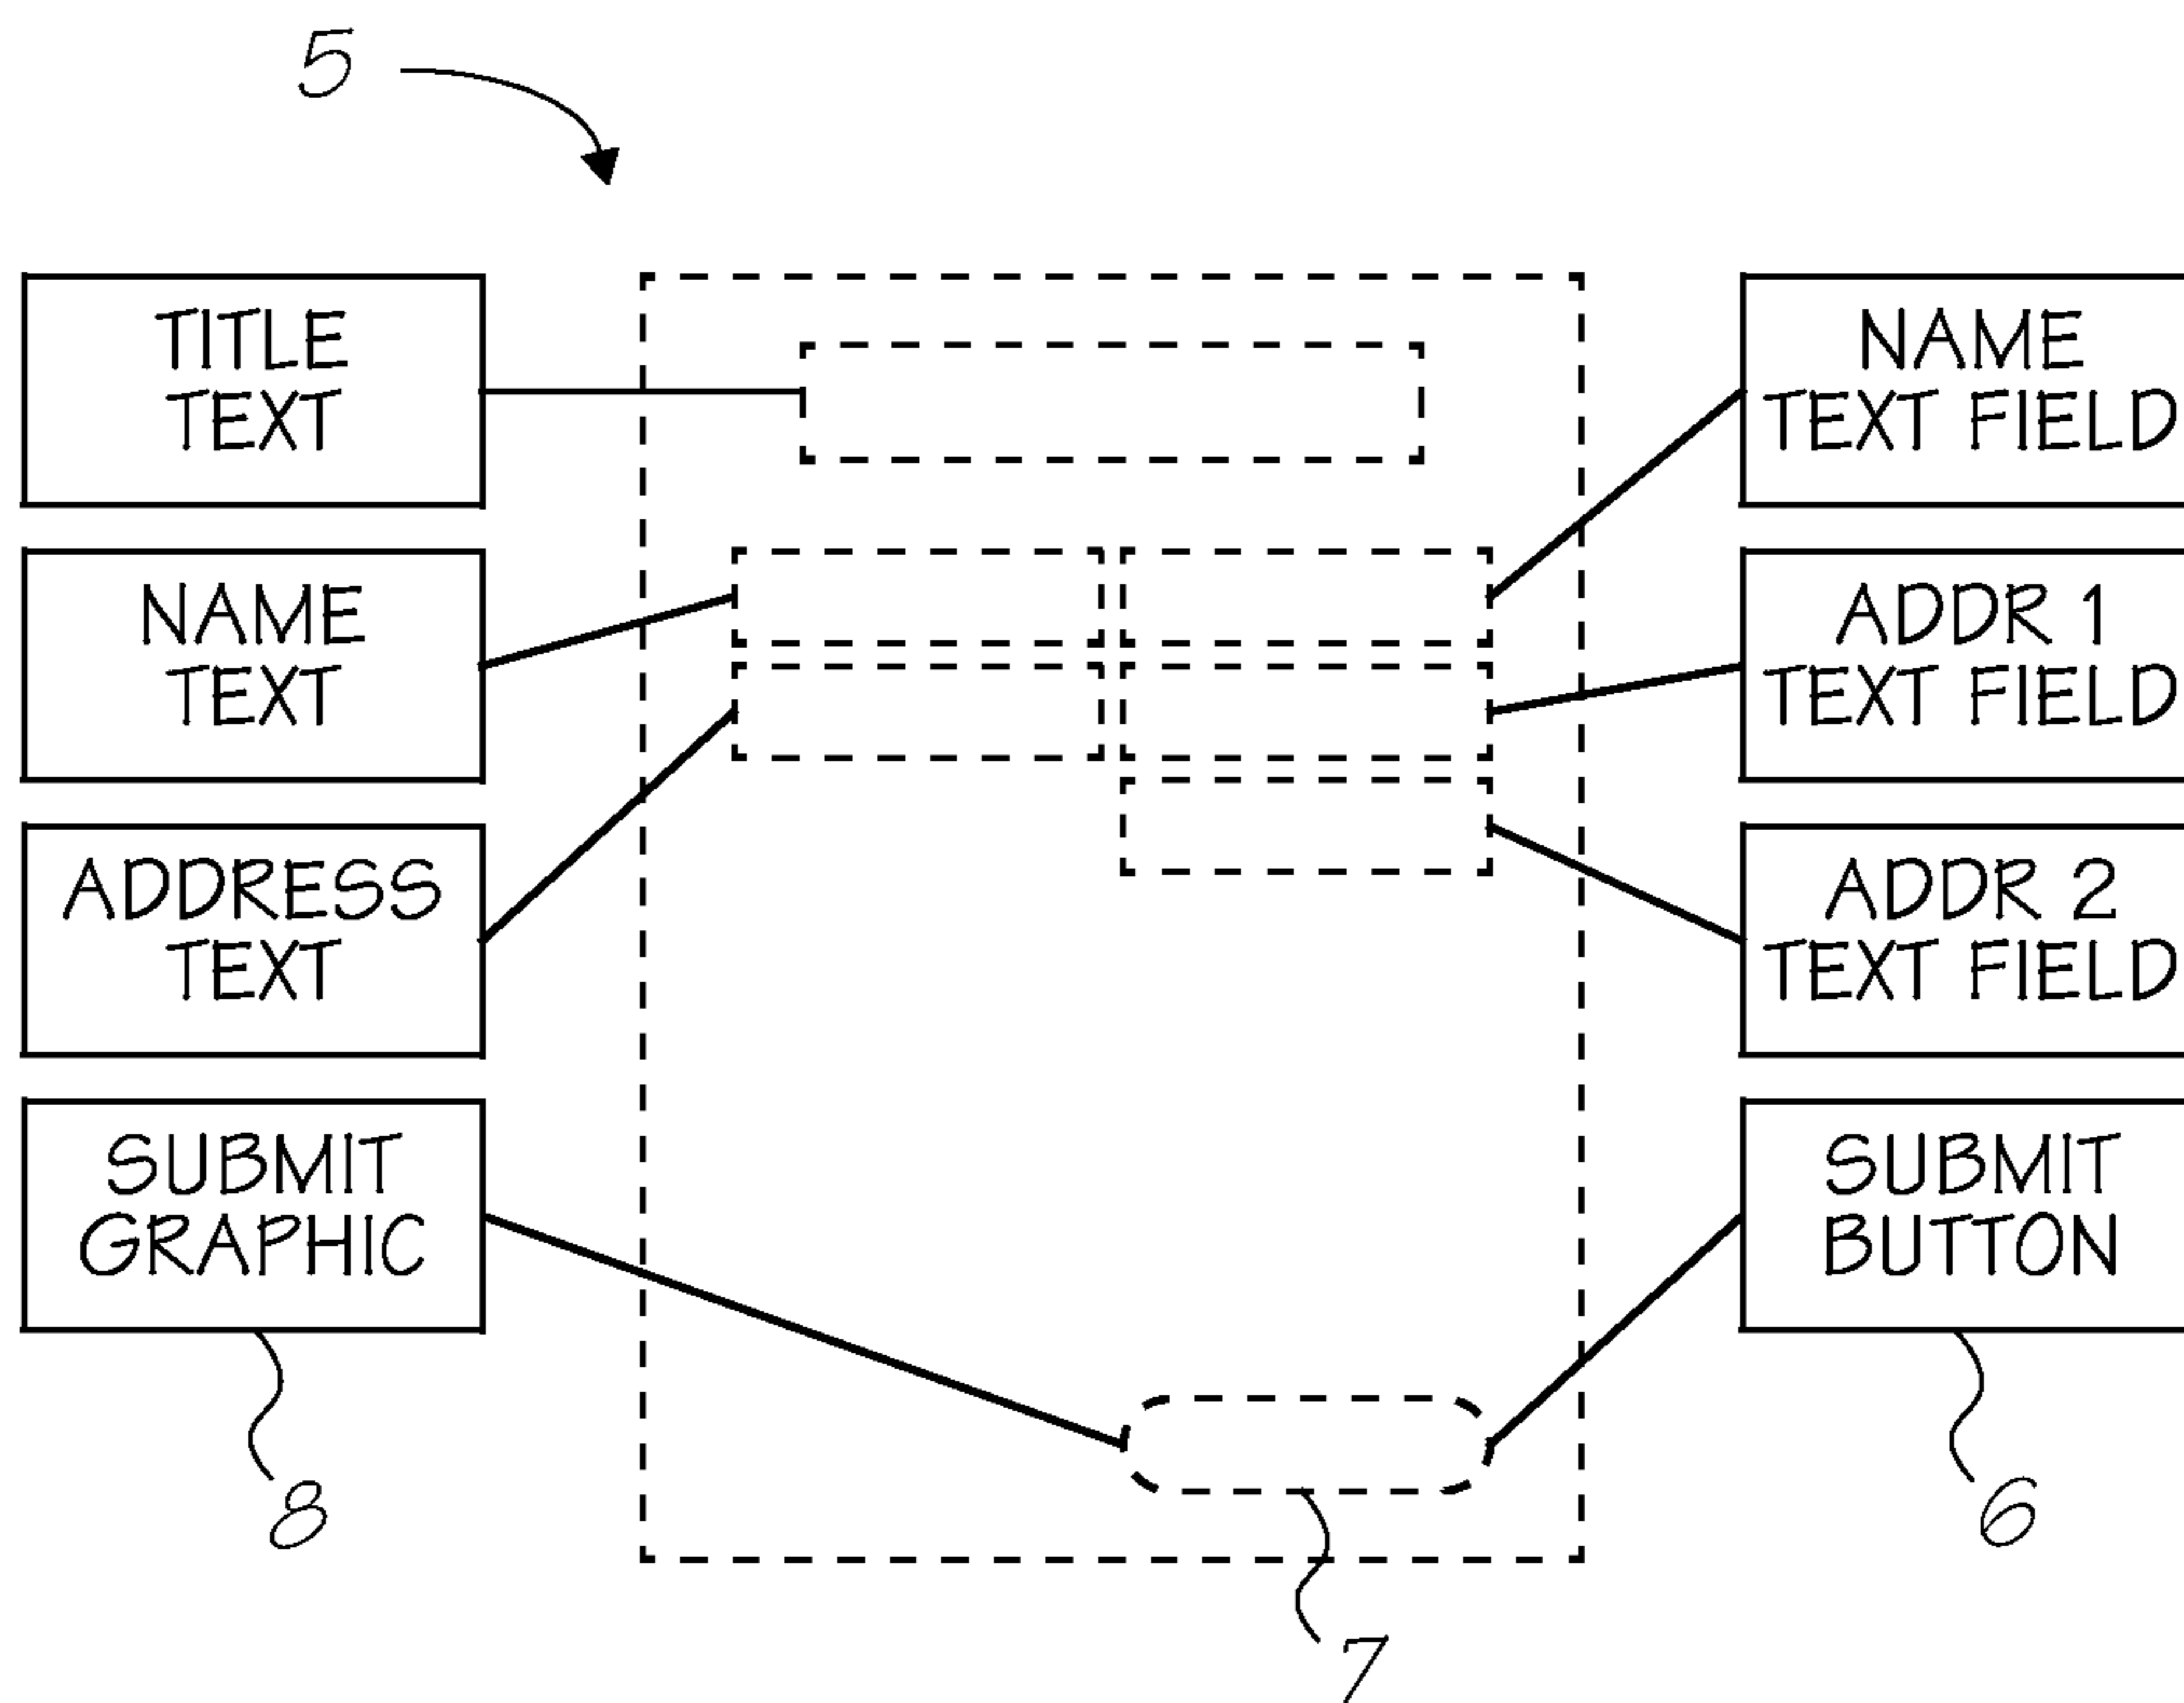 5
TITLE
TEXT
NAME
TEXT
ADDRESS
TEXT
SUBMIT
GRAPHIC
8
NAME
TEXT FIELD
ADDR 1
TEXT FIELD
ADDR 2
TEXT FIELD
SUBMIT
BUTTON
6
7